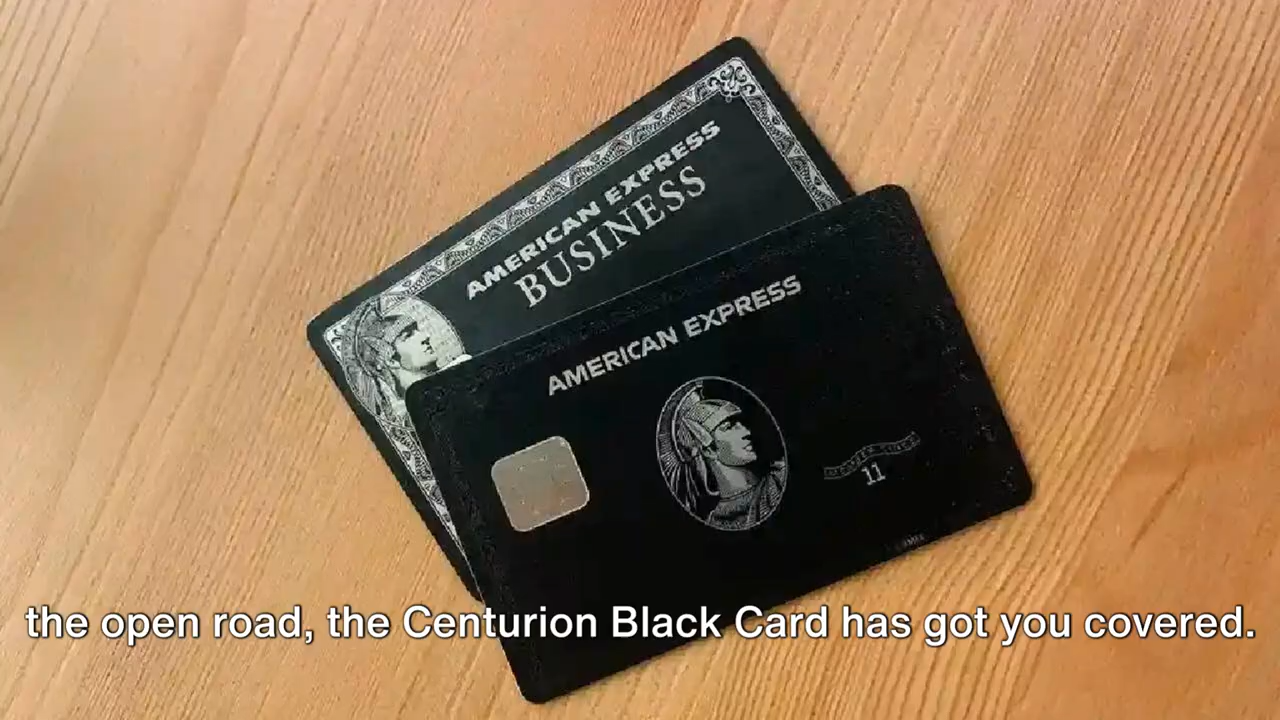 AMERICAN EXPRESS
BUSINESS
AMERICAN EXPRESS
11
the open road, the Centurion Black Card has got you covered.